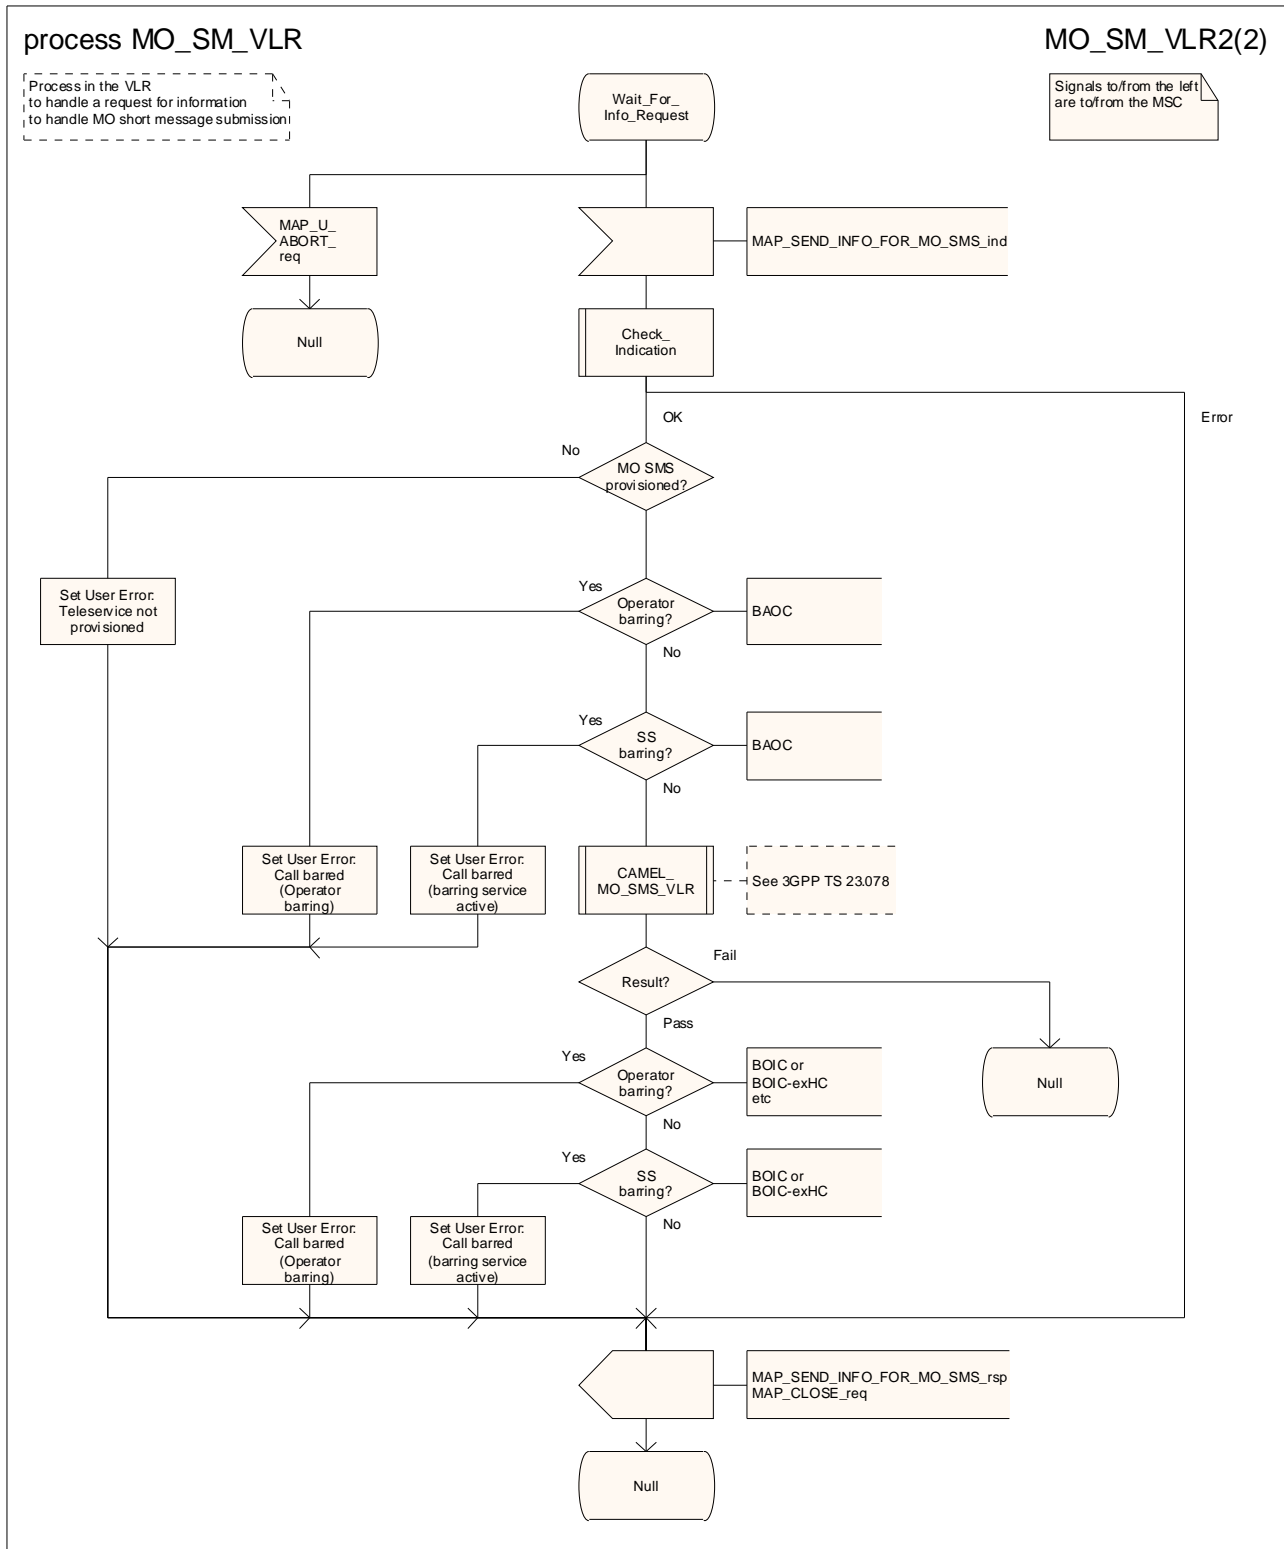 process MO_SM_VLR
MO_SM_VLR2(2)
Process in the VLR
to handle a request for information
to handle MO short message submission
Wait_For_
Info_Request
Signals to/from the left
are to/from the MSC
MAP_U_
ABORT_
req
MAP_SEND_INFO_FOR_MO_SMS_ind
Null
Check_
Indication
OK
Error
No
MO SMS
provisioned?
Set User Error:
Teleservice not
provisioned
Yes
Operator
barring?
BAOC
No
Yes
SS
barring?
BAOC
No
Set User Error:
Call barred
(Operator
barring)
Set User Error:
Call barred
(barring service
active)
CAMEL_
MO_SMS_VLR
See 3GPP TS 23.078
Result?
Fail
Pass
Null
Yes
Operator
barring?
BOIC or
BOIC-exHC
etc
No
Yes
SS
barring?
BOIC or
BOIC-exHC
No
Set User Error:
Call barred
(Operator
barring)
Set User Error:
Call barred
(barring service
active)
MAP_SEND_INFO_FOR_MO_SMS_rsp
MAP_CLOSE_req
Null